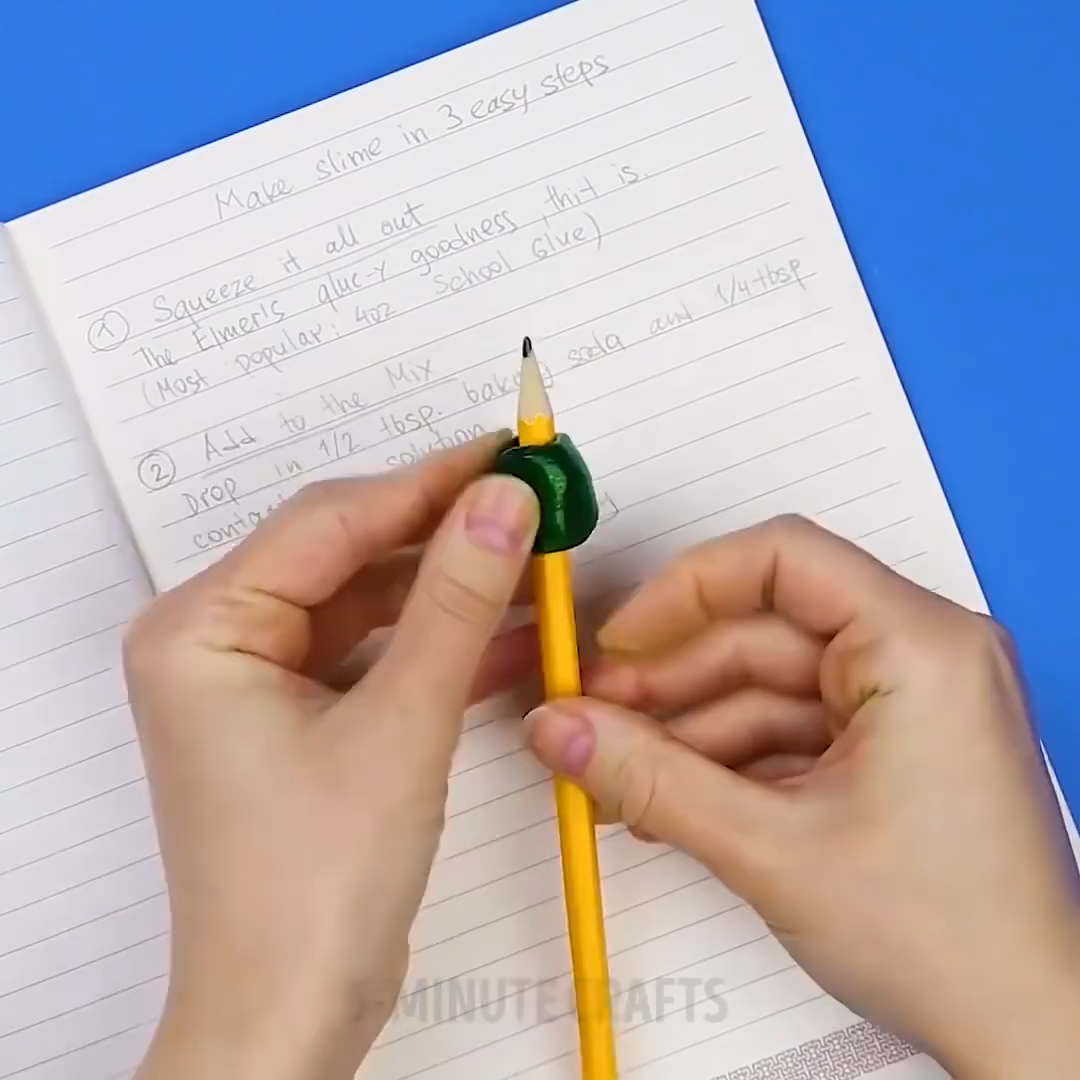 Make slime in 3 easy steps
① Squeeze it all out
The Elmer's gluc-y goodness thi-t is.
(Most popular: 4oz School Glue)
② Add to the Mix
Drop in 1/2 tbsp. baking soda and 1/4 tbsp
solution
5-MINUTE CRAFTS